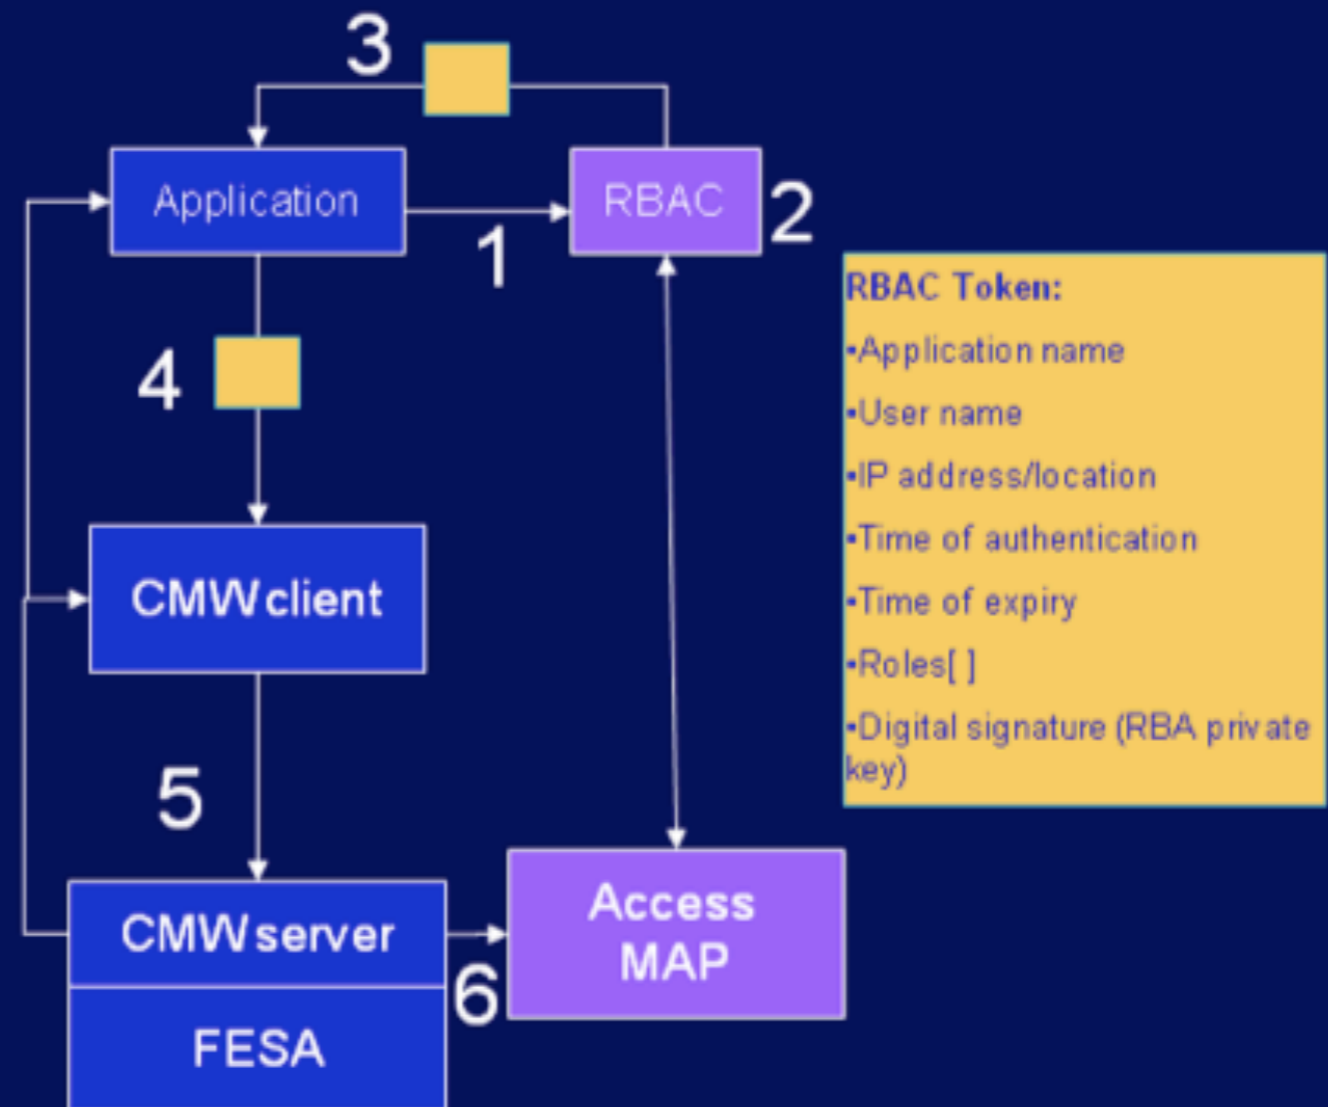 3
Application
RBAC
2
1
4
RBAC Token:
▪Application name
▪User name
▪IP address/location
▪Time of authentication
▪Time of expiry
▪Roles[ ]
▪Digital signature (RBA private
key)
CMW client
5
CMW server
6
Access
MAP
FESA